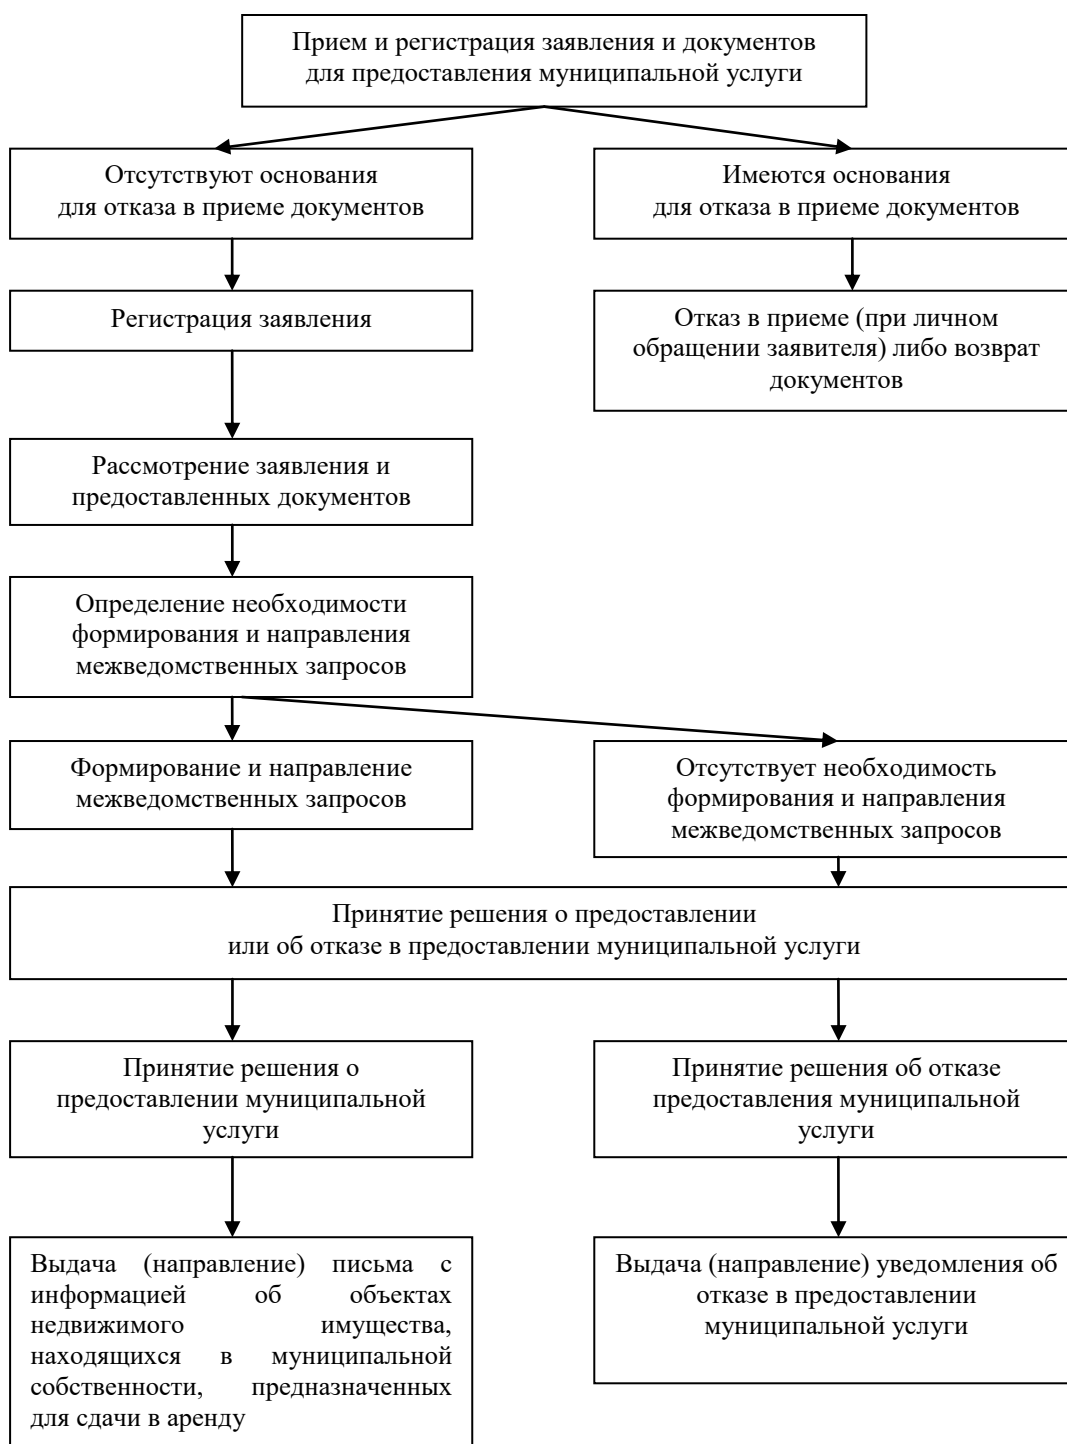 Прием и регистрация заявления и документов
для предоставления муниципальной услуги
Отсутствуют основания
для отказа в приеме документов
Имеются основания
для отказа в приеме документов
Регистрация заявления
Отказ в приеме (при личном
обращении заявителя) либо возврат
документов
Рассмотрение заявления и
предоставленных документов
Определение необходимости
формирования и направления
межведомственных запросов
Формирование и направление
межведомственных запросов
Отсутствует необходимость
формирования и направления
межведомственных запросов
Принятие решения о предоставлении
или об отказе в предоставлении муниципальной услуги
Принятие решения о
предоставлении муниципальной
услуги
Принятие решения об отказе
предоставления муниципальной
услуги
Выдача (направление) письма с
информацией об объектах
недвижимого имущества,
находящихся в муниципальной
собственности, предназначенных
для сдачи в аренду
Выдача (направление) уведомления об
отказе в предоставлении
муниципальной услуги